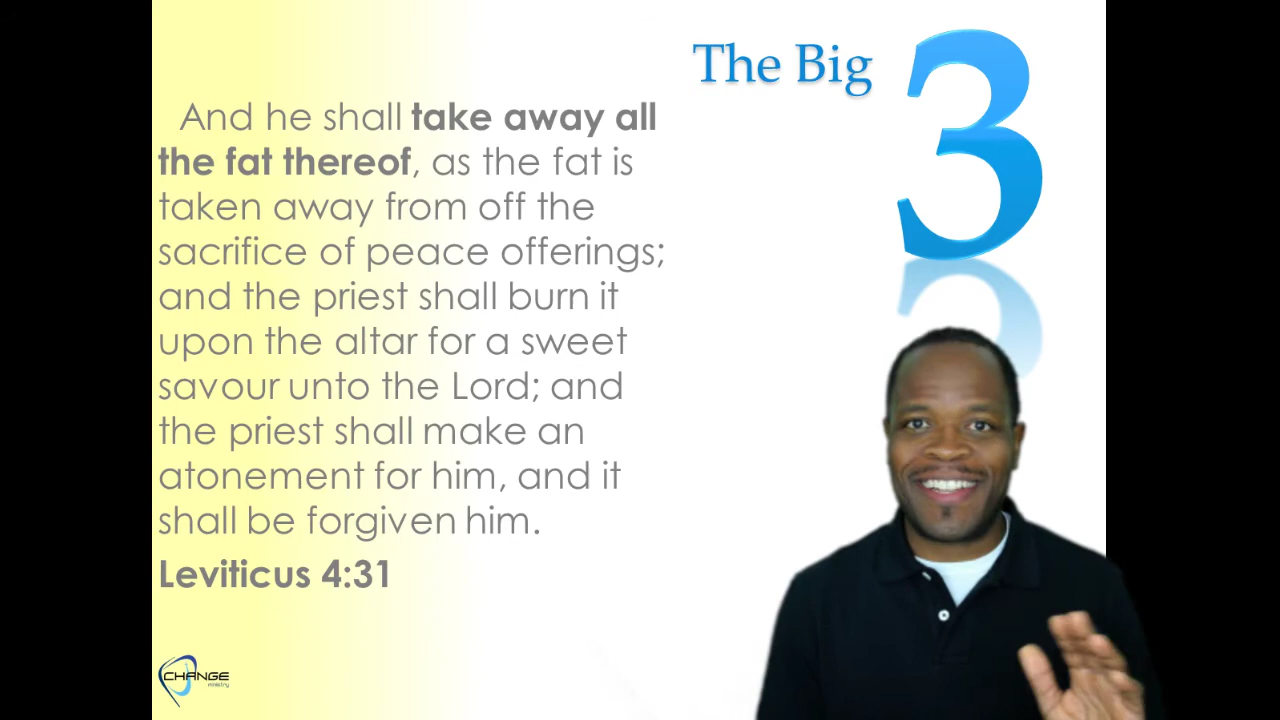 The Big 3
And he shall take away all
the fat thereof, as the fat is
taken away from off the
sacrifice of peace offerings;
and the priest shall burn it
upon the altar for a sweet
savour unto the Lord; and
the priest shall make an
atonement for him, and it
shall be forgiven him.
Leviticus 4:31
CHANGE
ministry